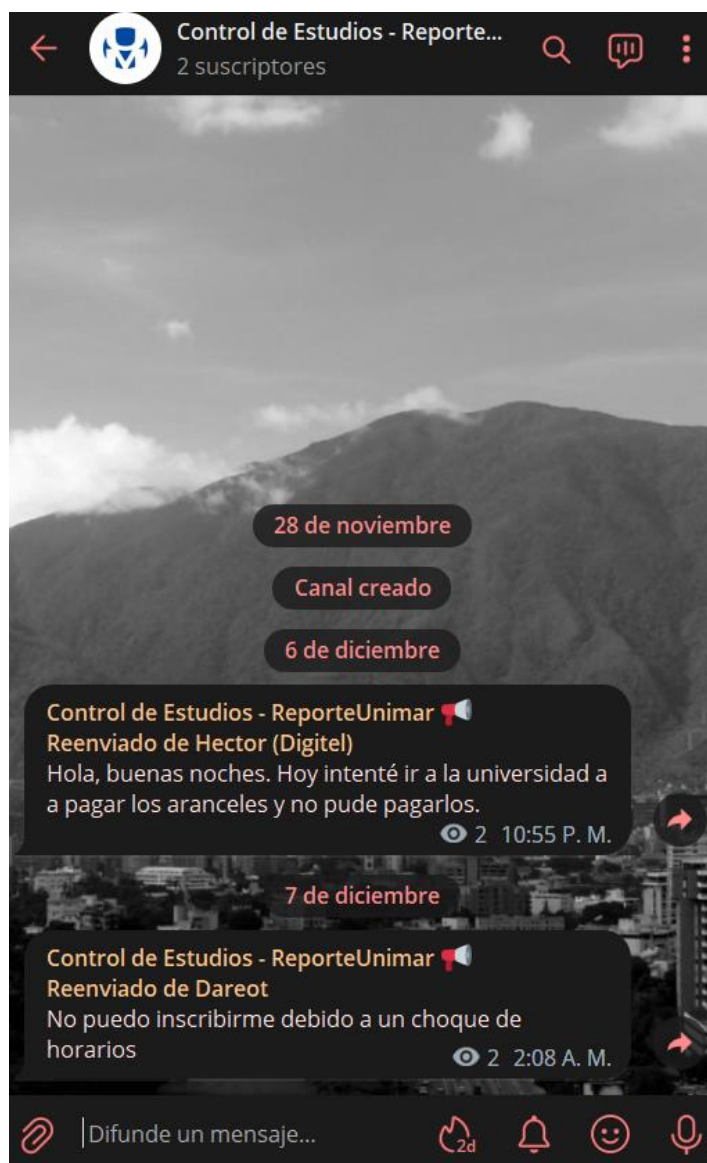 Control de Estudios - Reporte...
2 suscriptores
28 de noviembre
Canal creado
6 de diciembre
Control de Estudios - ReporteUnimar
Reenviado de Hector (Digitel)
Hola, buenas noches. Hoy intenté ir a la universidad a
a pagar los aranceles y no pude pagarlos.
2 10:55 P. M.
7 de diciembre
Control de Estudios - ReporteUnimar
Reenviado de Dareot
No puedo inscribirme debido a un choque de
horarios
2 2:08 A. M.
Difunde un mensaje...
2d